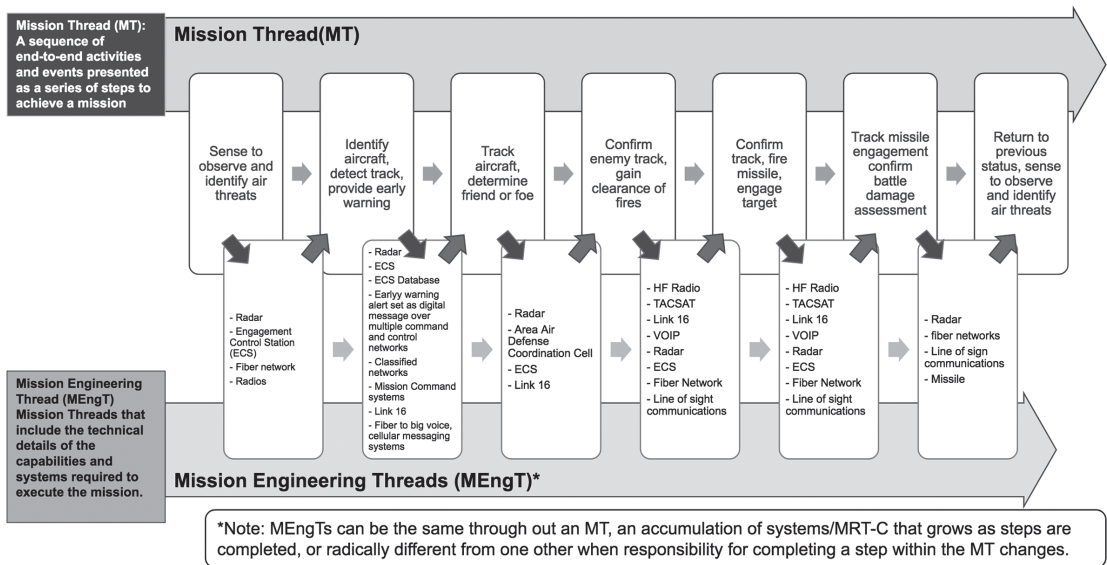 Mission Thread (MT):
A sequence of
end-to-end activities
and events presented
as a series of steps to
achieve a mission
Mission Thread(MT)
Sense to
observe and
identify air
threats
Identify
aircraft,
detect track,
provide early
warning
Track
aircraft,
determine
friend or foe
Confirm
enemy track,
gain
clearance of
fires
Confirm
track, fire
missile,
engage
target
Track missile
engagement
confirm
battle
damage
assessment
Return to
previous
status, sense
to observe
and identify
air threats
- Radar
- Engagement
Control Station
(ECS)
- Fiber network
- Radios
- Radar
- ECS
- ECS Database
- Earlyy warning
alert set as digital
message over
multiple command
and control
networks
- Classified
networks
- Mission Command
systems
- Link 16
- Fiber to big voice,
cellular messaging
systems
- Radar
- Area Air
Defense
Coordination Cell
- ECS
- Link 16
- HF Radio
- TACSAT
- Link 16
- VOIP
- Radar
- ECS
- Fiber Network
- Line of sight
communications
- HF Radio
- TACSAT
- Link 16
- VOIP
- Radar
- ECS
- Fiber Network
- Line of sight
communications
- Radar
- fiber networks
- Line of sign
communications
- Missile
Mission Engineering
Thread (MEngT)
Mission Threads that
include the technical
details of the
capabilities and
systems required to
execute the mission.
Mission Engineering Threads (MEngT)*
*Note: MEngTs can be the same through out an MT, an accumulation of systems/MRT-C that grows as steps are
completed, or radically different from one other when responsibility for completing a step within the MT changes.